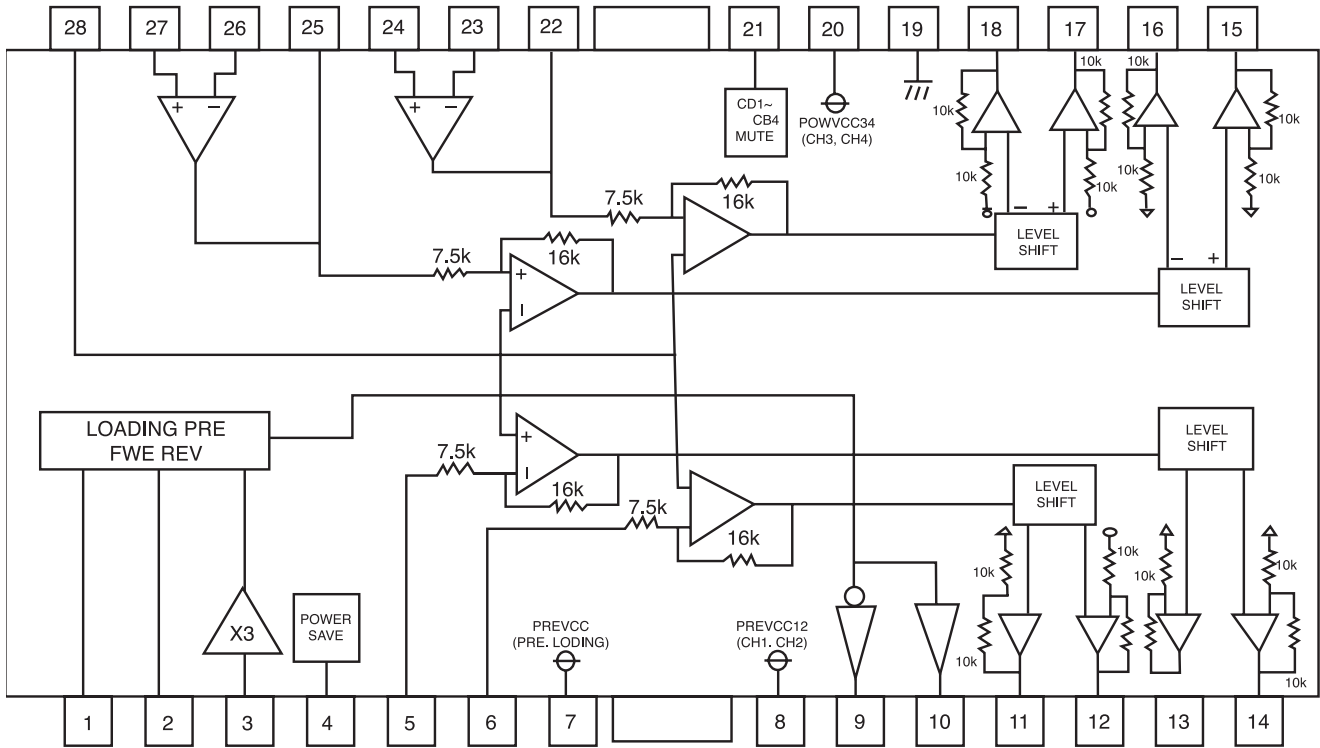 28
27
26
25
24
23
22
21
20
19
18
17
16
15
+
−
+
−
CD1~
CB4
MUTE
POWVCC34
(CH3, CH4)
10k
10k
10k
10k
10k
10k
10k
10k
10k
7.5k
16k
−
+
LEVEL
SHIFT
7.5k
16k
+
−
−
+
LEVEL
SHIFT
LOADING PRE
FWE REV
7.5k
+
−
16k
LEVEL
SHIFT
LEVEL
SHIFT
7.5k
16k
X3
POWER
SAVE
PREVCC
(PRE. LODING)
PREVCC12
(CH1. CH2)
10k
10k
10k
10k
10k
10k
1
2
3
4
5
6
7
8
9
10
11
12
13
14